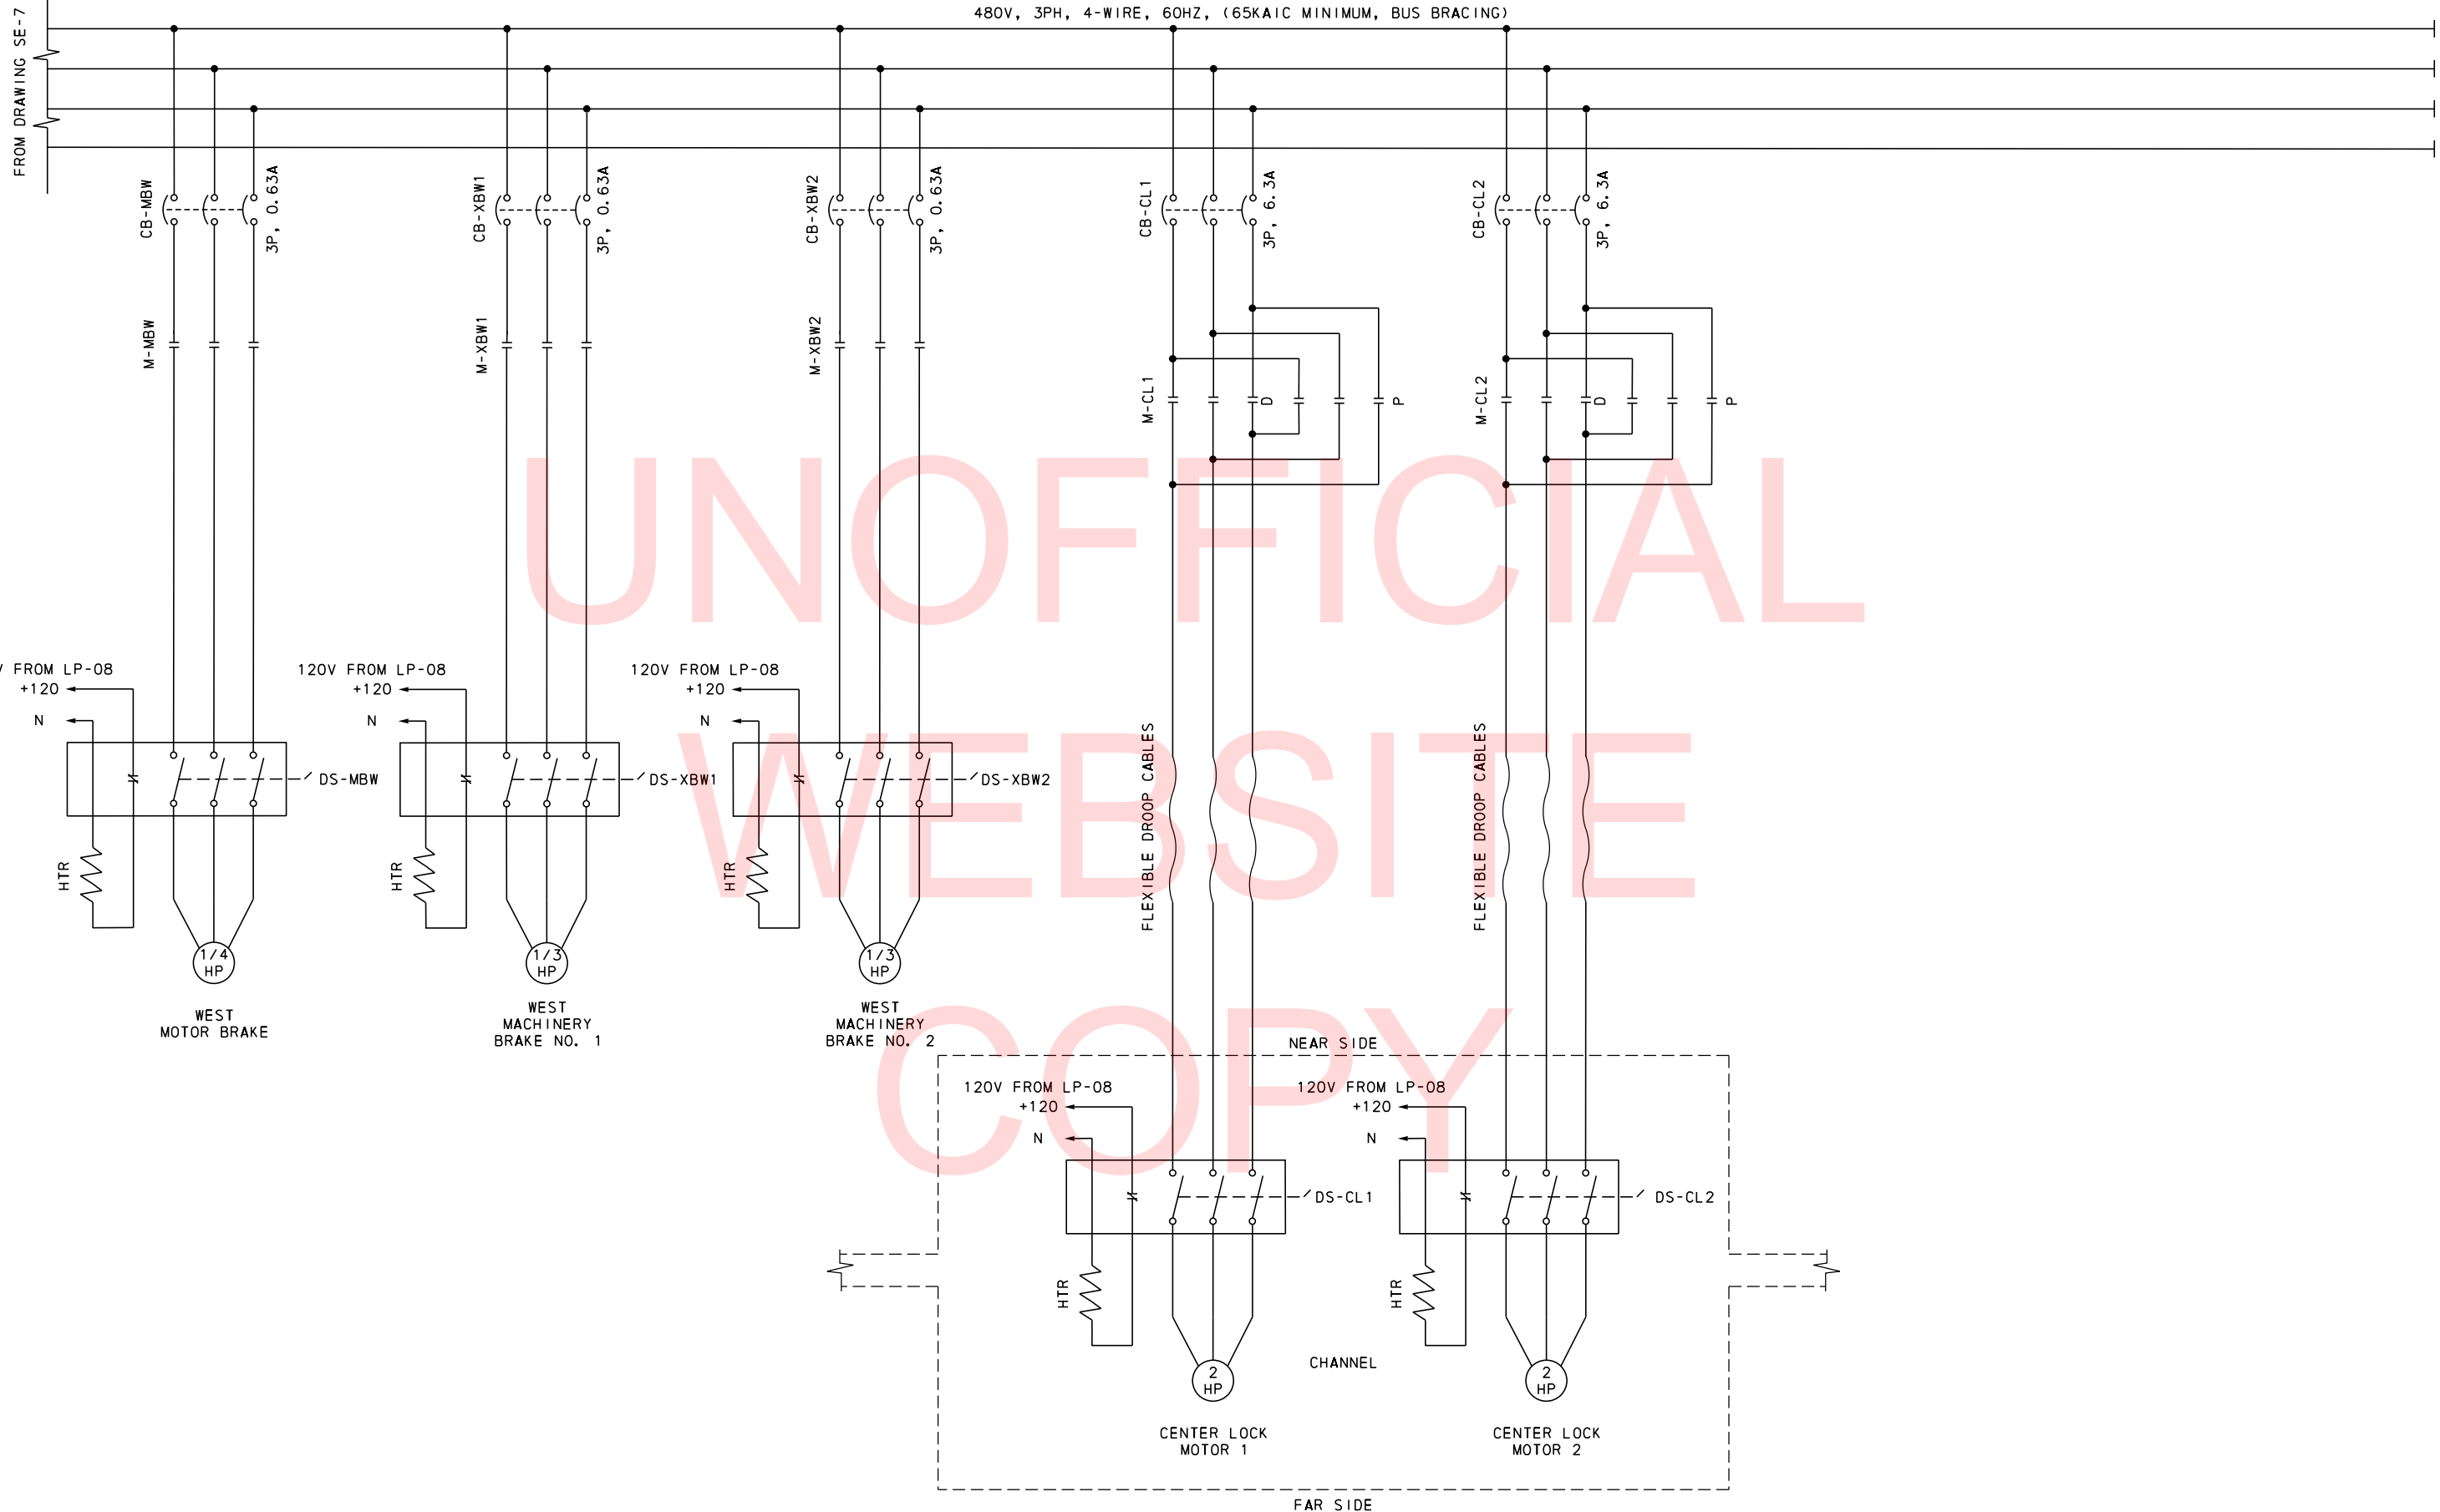 480V, 3PH, 4-WIRE, 60HZ, (65KAIC MINIMUM, BUS BRACING)
FROM DRAWING SE-7
CB-MBW
3P, 0.63A
CB-XBW1
3P, 0.63A
CB-XBW2
3P, 0.63A
CB-CL1
3P, 6.3A
CB-CL2
3P, 6.3A
M-MBW
M-XBW1
M-XBW2
M-CL1
D
P
M-CL2
D
P
UNOFFICIAL
WEBSITE
COPY
V FROM LP-08
+120
N
120V FROM LP-08
+120
N
120V FROM LP-08
+120
N
DS-MBW
DS-XBW1
DS-XBW2
FLEXIBLE DROOP CABLES
FLEXIBLE DROOP CABLES
HTR
HTR
HTR
1/4
HP
1/3
HP
1/3
HP
WEST
MOTOR BRAKE
WEST
MACHINERY
BRAKE NO. 1
WEST
MACHINERY
BRAKE NO. 2
NEAR SIDE
120V FROM LP-08
+120
N
120V FROM LP-08
+120
N
DS-CL1
DS-CL2
HTR
HTR
CHANNEL
2
HP
2
HP
CENTER LOCK
MOTOR 1
CENTER LOCK
MOTOR 2
FAR SIDE